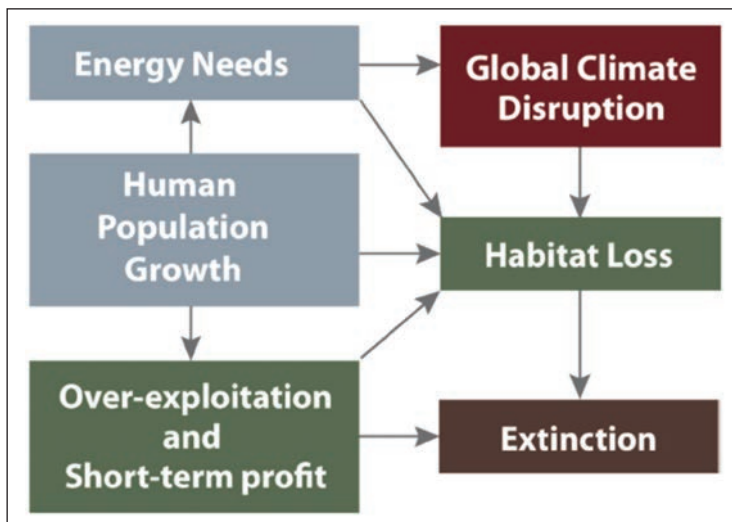 Energy Needs
Global Climate
Disruption
Human
Population
Growth
Habitat Loss
Over-exploitation
and
Short-term profit
Extinction